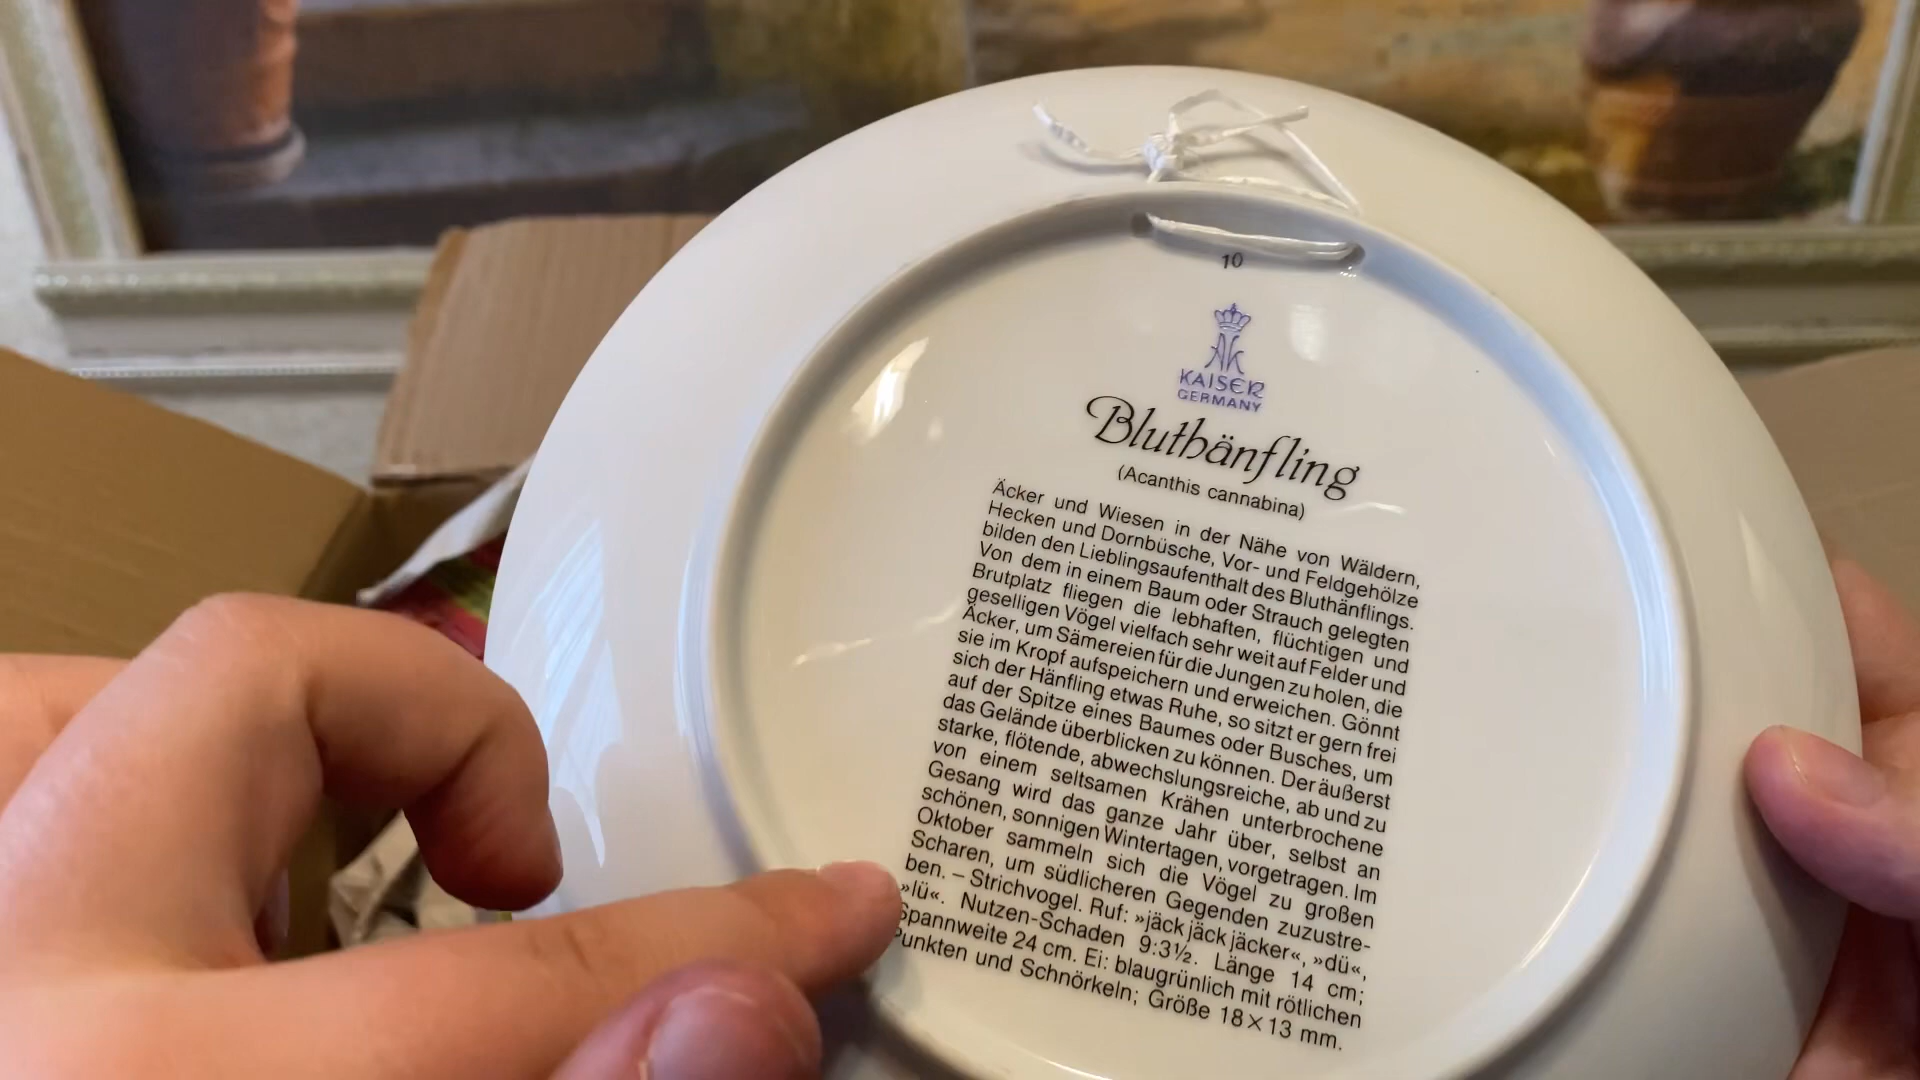 10
AK
KAISER
GERMANY
Bluthänfling
(Acanthis cannabina)
Äcker und Wiesen in der Nähe von Wäldern,
Hecken und Dornbüsche, Vor- und Feldgehölze
bilden den Lieblingsaufenthalt des Bluthänflings.
Von dem in einem Baum oder Strauch gelegten
Brutplatz fliegen die lebhaften, flüchtigen und
geselligen Vögel vielfach sehr weit auf Felder und
Äcker, um Sämereien für die Jungen zu holen, die
sie im Kropf aufspeichern und erweichen. Gönnt
sich der Hänfling etwas Ruhe, so sitzt er gern frei
auf der Spitze eines Baumes oder Busches, um
das Gelände überblicken zu können. Der äußerst
starke, flötende, abwechslungsreiche, ab und zu
von einem seltsamen Krähen unterbrochene
Gesang wird das ganze Jahr über, selbst an
schönen, sonnigen Wintertagen, vorgetragen. Im
Oktober sammeln sich die Vögel zu großen
Scharen, um südlicheren Gegenden zuzustre-
ben. – Strichvogel. Ruf: »jäck jäck jäcker«, »dü«,
»lü«. Nutzen-Schaden 9:3½. Länge 14 cm;
Spannweite 24 cm. Ei: blaugrünlich mit rötlichen
Punkten und Schnörkeln; Größe 18×13 mm.